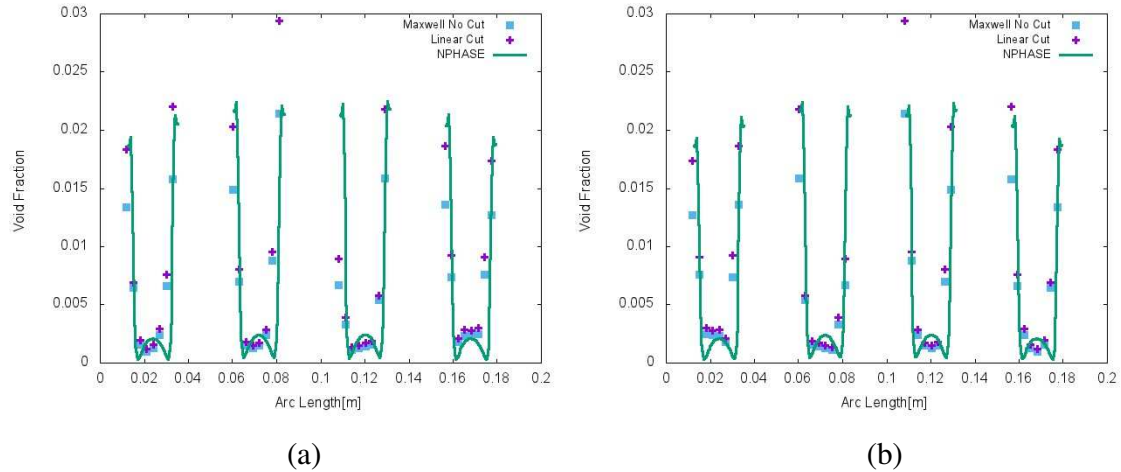 0.03
0.025
0.02
0.015
0.01
0.005
0
Void Fraction
Maxwell No Cut
Linear Cut
NPHASE
0 0.02 0.04 0.06 0.08 0.1 0.12 0.14 0.16 0.18 0.2
Arc Length[m]
(a)
0.03
0.025
0.02
0.015
0.01
0.005
0
Void Fraction
Maxwell No Cut
Linear Cut
NPHASE
0 0.02 0.04 0.06 0.08 0.1 0.12 0.14 0.16 0.18 0.2
Arc Length[m]
(b)